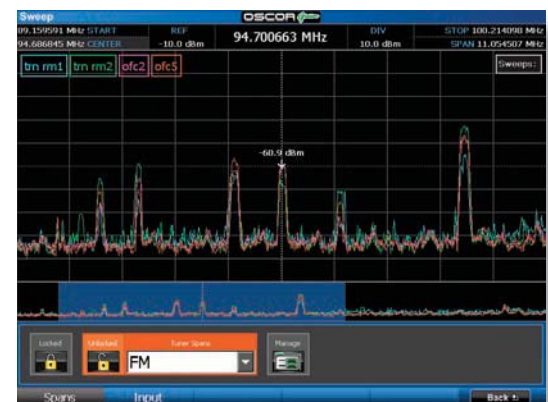 Sweep
OSCOR
09.159591 MHz START
REF
94.700663 MHz
DIV
STOP 100.214098 MHz
94.686845 MHz CENTER
-10.0 dBm
10.0 dBm
SPAN 11.054507 MHz
trn rm1 trn rm2 ofc2 ofc5
Sweeps:
-60.9 dBm
Locked
Unlocked
Tuner Spans
Manage
FM
Spans
Input
Back